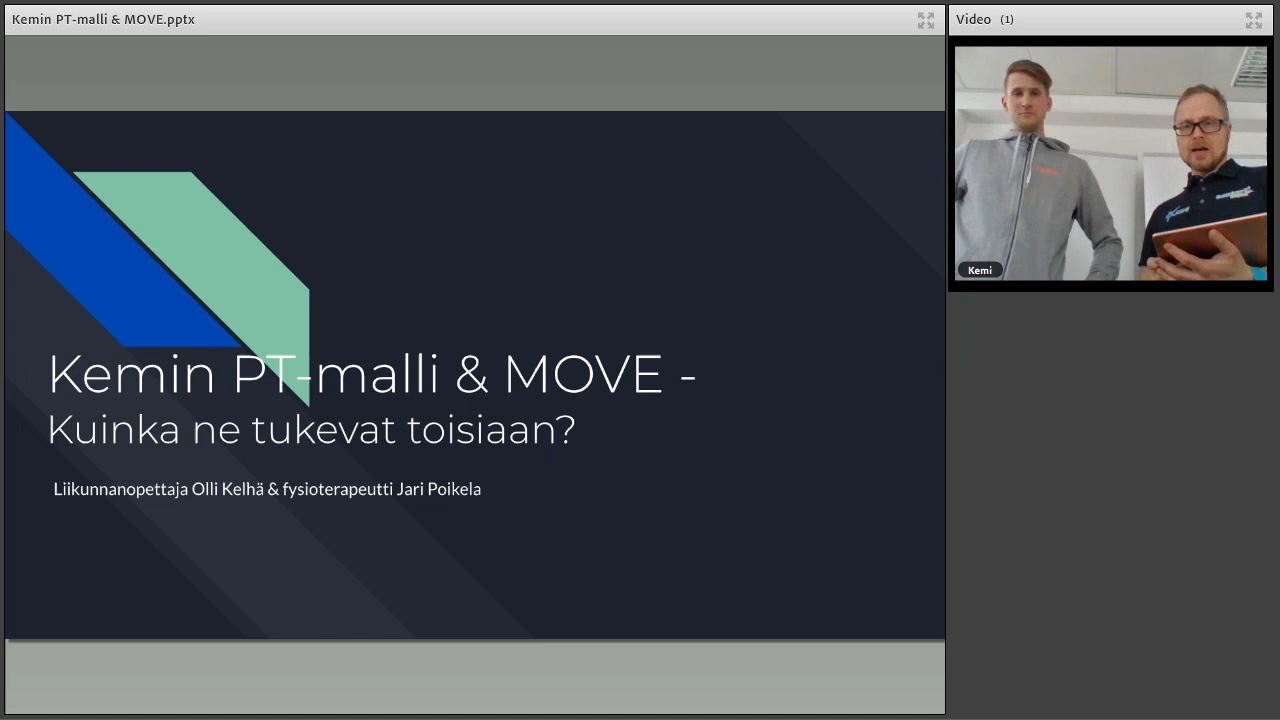 Kemin PT-malli & MOVE.pptx
Video (1)
Kemi
Kemin PT-malli & MOVE -
Kuinka ne tukevat toisiaan?
Liikunnanopettaja Olli Kelhä & fysioterapeutti Jari Poikela